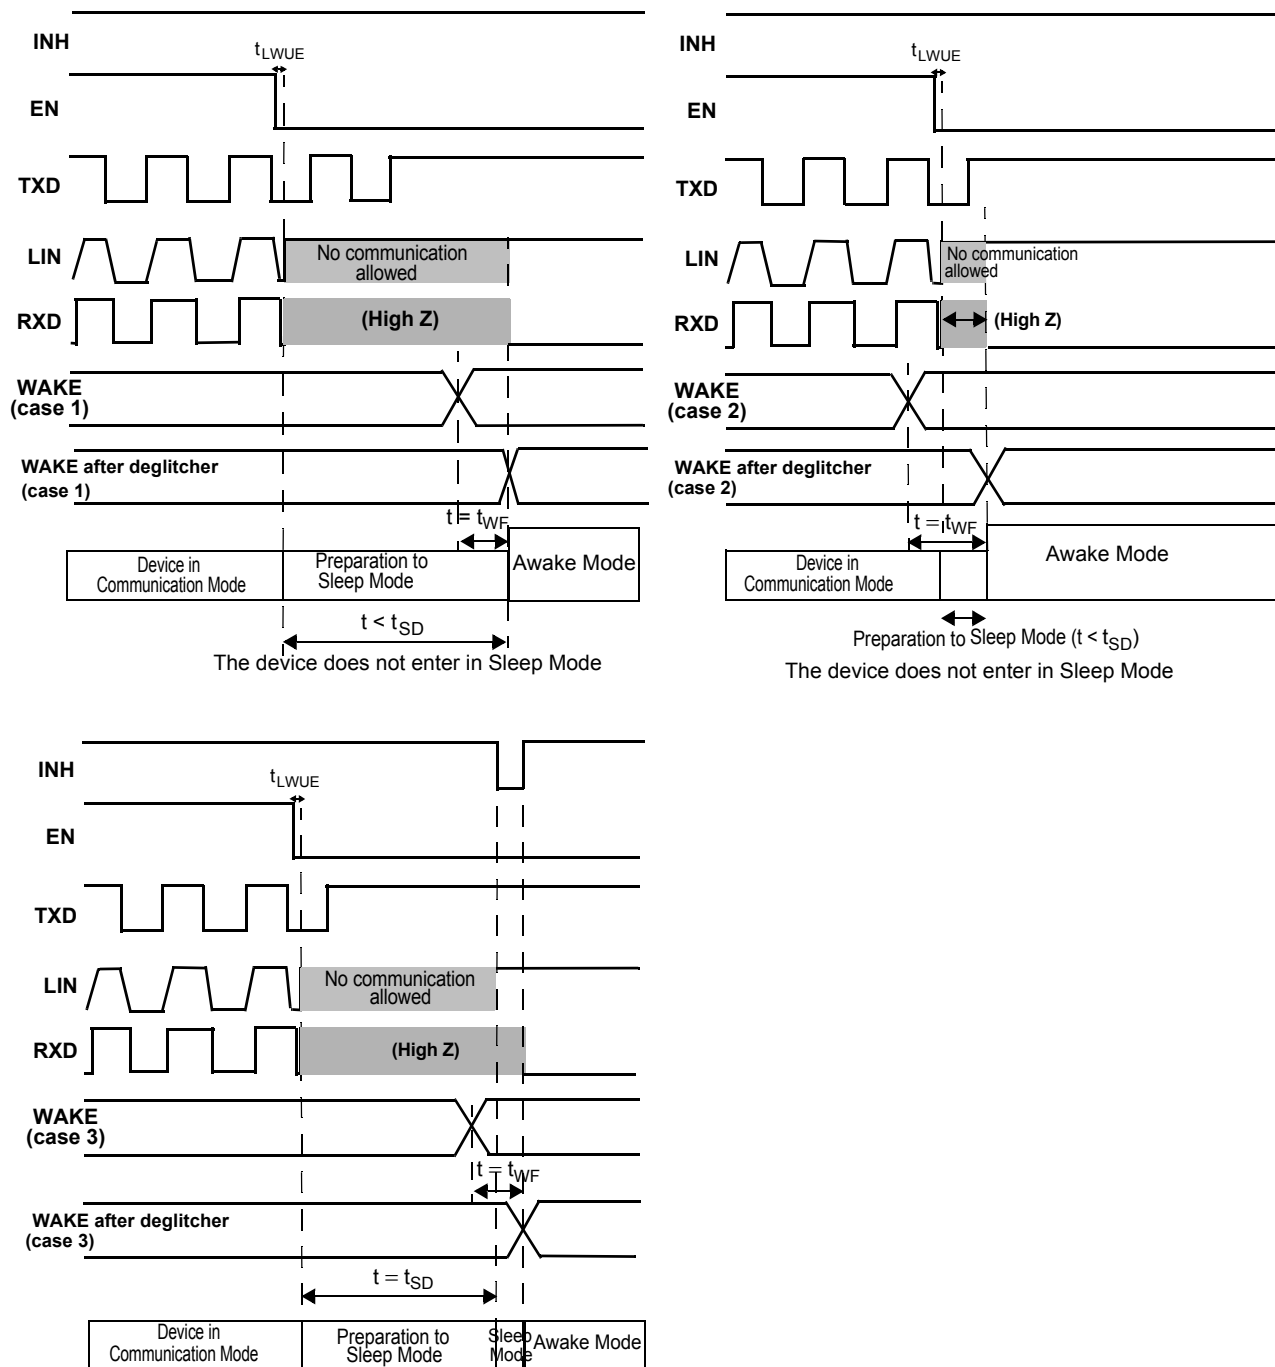 INH
tLWUE
EN
TXD
LIN
No communication
allowed
RXD
(High Z)
WAKE
(case 1)
WAKE after deglitcher
(case 1)
t = tWF
Device in
Communication Mode
Preparation to
Sleep Mode
Awake Mode
t < tSD
The device does not enter in Sleep Mode
INH
tLWUE
EN
TXD
LIN
No communication
allowed
RXD
(High Z)
WAKE
(case 2)
WAKE after deglitcher
(case 2)
t = tWF
Device in
Communication Mode
Awake Mode
Preparation to Sleep Mode (t < tSD)
The device does not enter in Sleep Mode
INH
tLWUE
EN
TXD
LIN
No communication
allowed
RXD
(High Z)
WAKE
(case 3)
t = tWF
WAKE after deglitcher
(case 3)
t = tSD
Device in
Communication Mode
Preparation to
Sleep Mode
Sleep
Mode
Awake Mode